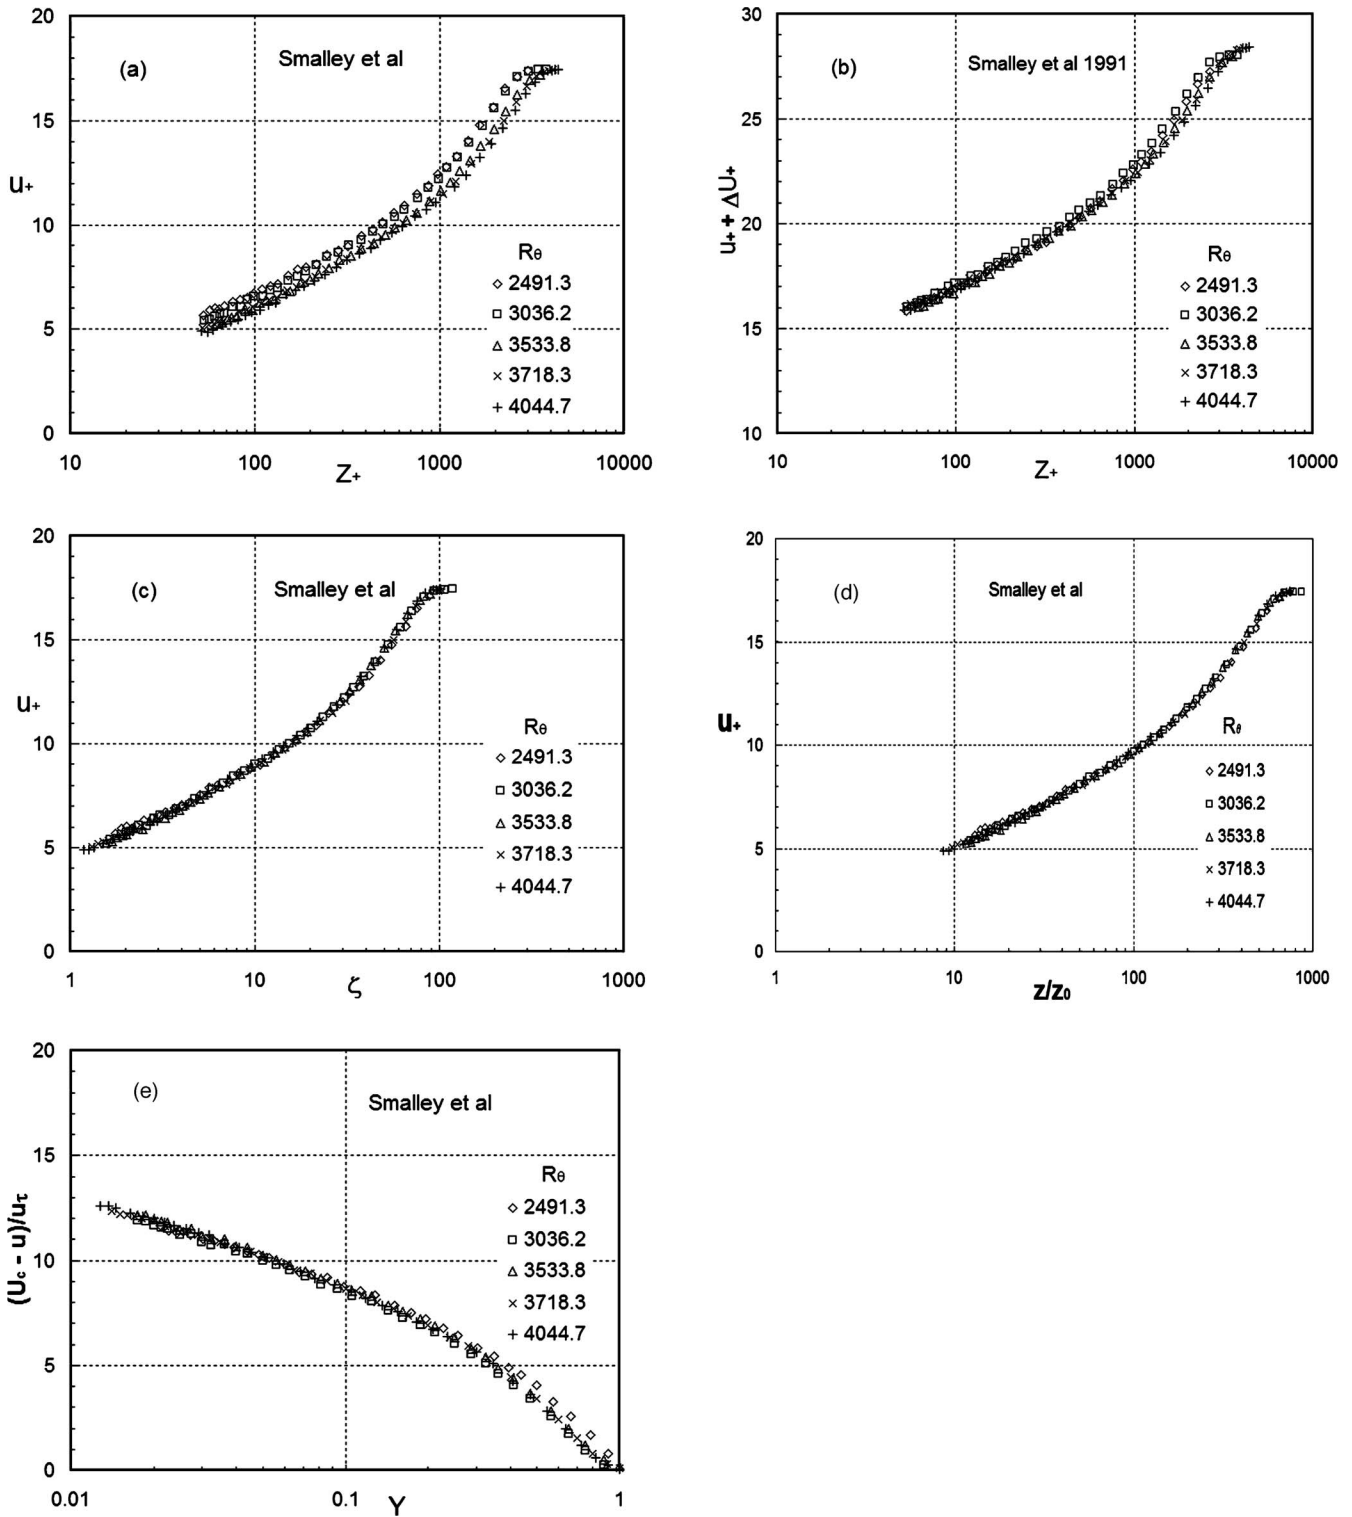 20
15
10
5
0
u+
(a)
Smalley et al
Rθ
◇ 2491.3
□ 3036.2
△ 3533.8
× 3718.3
+ 4044.7
10
100
1000
10000
Z+
30
25
20
15
10
u+ + ΔU+
(b)
Smalley et al 1991
Rθ
◇ 2491.3
□ 3036.2
△ 3533.8
× 3718.3
+ 4044.7
10
100
1000
10000
Z+
20
15
10
5
0
u+
(c)
Smalley et al
Rθ
◇ 2491.3
□ 3036.2
△ 3533.8
× 3718.3
+ 4044.7
1
10
100
1000
ζ
20
15
10
5
0
u+
(d)
Smalley et al
Rθ
◇ 2491.3
□ 3036.2
△ 3533.8
× 3718.3
+ 4044.7
1
10
100
1000
z/z0
20
15
10
5
0
(Uc - u)/uτ
(e)
Smalley et al
Rθ
◇ 2491.3
□ 3036.2
△ 3533.8
× 3718.3
+ 4044.7
0.01
0.1
1
Y